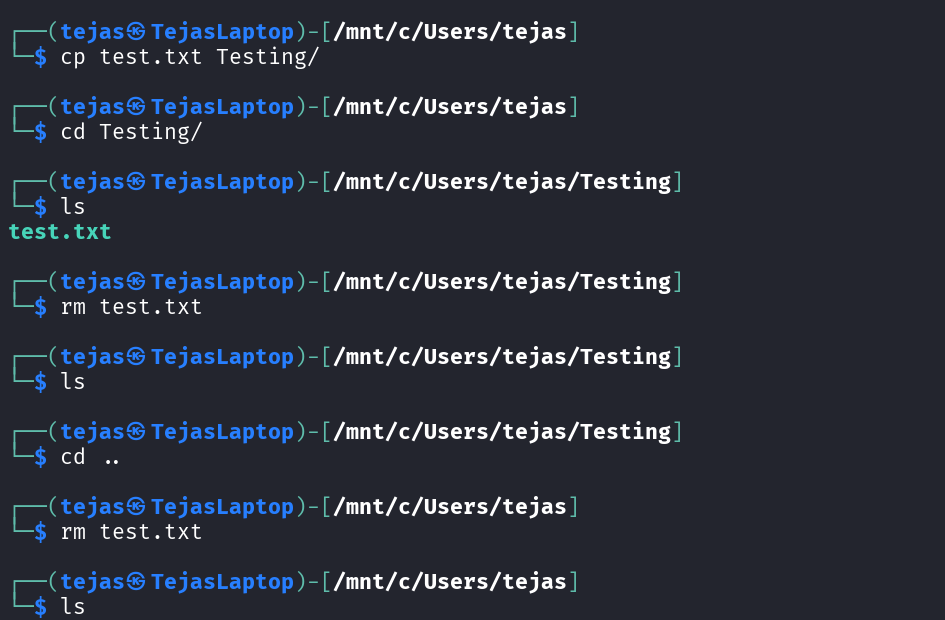 ┌──(tejas㉿TejasLaptop)-[/mnt/c/Users/tejas]
└─$ cp test.txt Testing/
┌──(tejas㉿TejasLaptop)-[/mnt/c/Users/tejas]
└─$ cd Testing/
┌──(tejas㉿TejasLaptop)-[/mnt/c/Users/tejas/Testing]
└─$ ls
test.txt
┌──(tejas㉿TejasLaptop)-[/mnt/c/Users/tejas/Testing]
└─$ rm test.txt
┌──(tejas㉿TejasLaptop)-[/mnt/c/Users/tejas/Testing]
└─$ ls
┌──(tejas㉿TejasLaptop)-[/mnt/c/Users/tejas/Testing]
└─$ cd ..
┌──(tejas㉿TejasLaptop)-[/mnt/c/Users/tejas]
└─$ rm test.txt
┌──(tejas㉿TejasLaptop)-[/mnt/c/Users/tejas]
└─$ ls